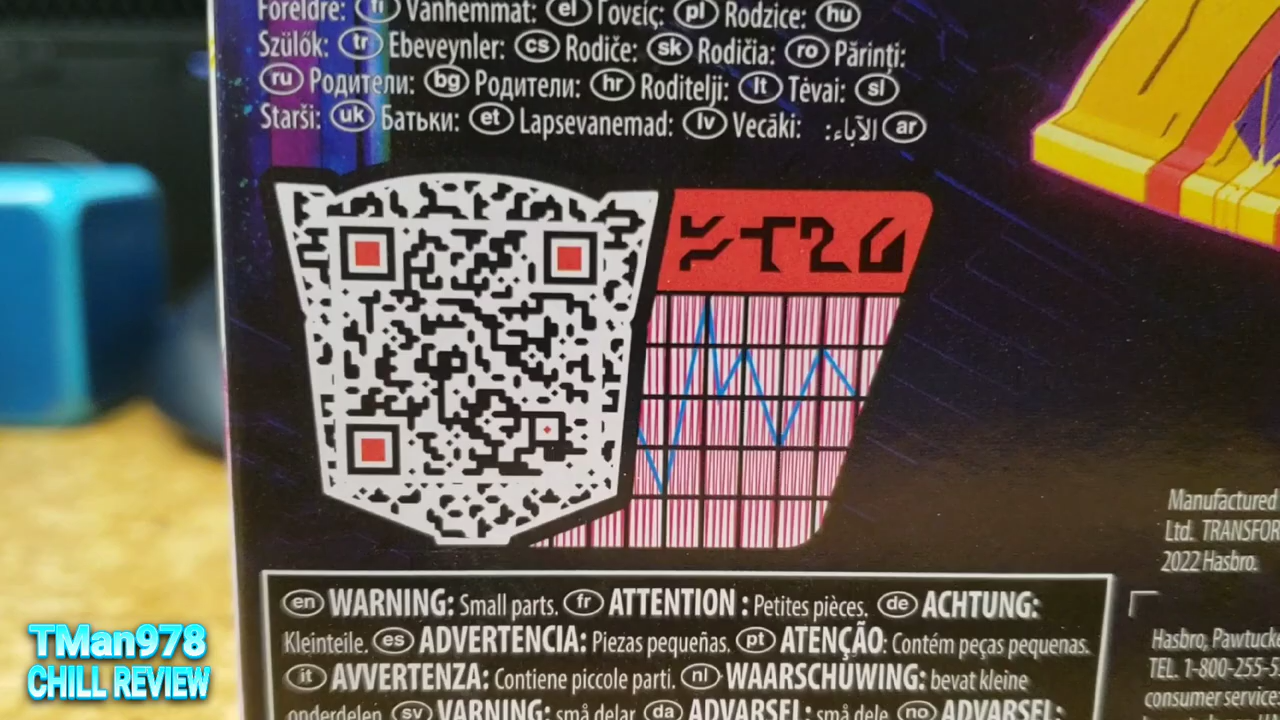 Foreldre: fi Vanhemmat: el Γονείς: pl Rodzice: hu
Szülők: tr Ebeveynler: cs Rodiče: sk Rodičia: ro Părinți:
ru Родители: bg Родители: hr Roditelji: lt Tėvai: sl
Starši: uk Батьки: et Lapsevanemad: lv Vecāki: الآباء: ar
Manufactured
Ltd. TRANSFOR
2022 Hasbro.
en WARNING: Small parts. fr ATTENTION : Petites pièces. de ACHTUNG:
Kleinteile. es ADVERTENCIA: Piezas pequeñas. pt ATENÇÃO: Contém peças pequenas.
it AVVERTENZA: Contiene piccole parti. nl WAARSCHUWING: bevat kleine
onderdelen. sv VARNING: små delar. da ADVARSEL: små dele. no ADVARSEL:
Hasbro, Pawtucke
TEL. 1-800-255-5
consumer service
TMan978
CHILL REVIEW